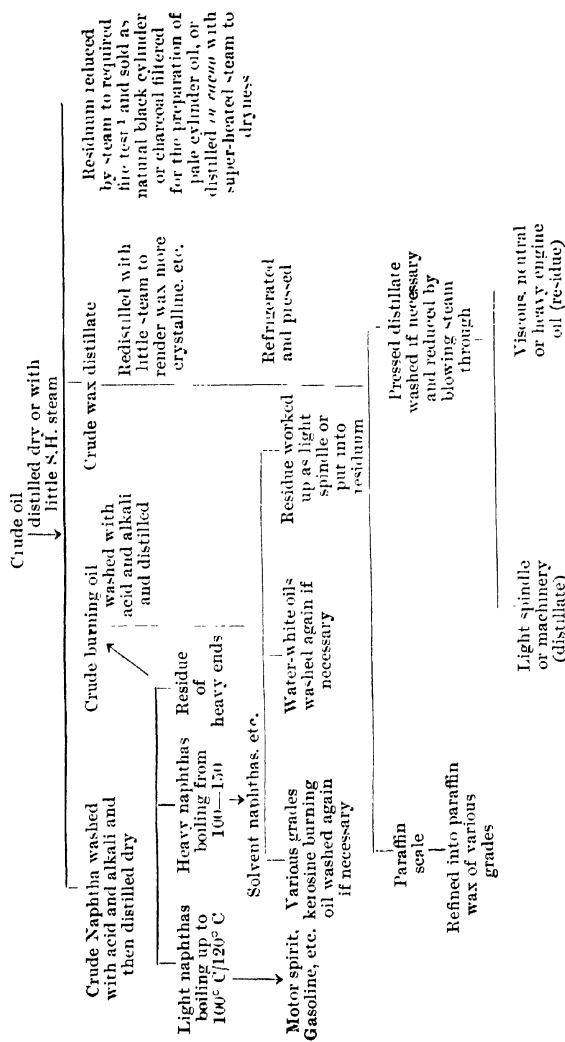 Crude oil
distilled dry or with
little S.H. steam
Crude Naphtha washed
with acid and alkali and
then distilled dry
Crude burning oil
washed with
acid and alkali
and distilled
Crude wax distillate
Redistilled with
little steam to
render wax more
crystalline. etc.
Residuum reduced
by steam to required
fire test ¹ and sold as
natural black cylinder
or charcoal filtered
for the preparation of
pale cylinder oil, or
distilled in vacuo with
super-heated steam to
dryness
Light naphthas
boiling up to
100° C/120° C
Heavy naphthas
boiling from
100—150
Residue
of
heavy ends
Refrigerated
and pressed
Motor spirit,
Gasoline, etc.
Solvent naphthas. etc.
Various grades
kerosine burning
oil washed again
if necessary
Water-white oils
washed again if
necessary
Residue worked
up as light
spindle or
put into
residuum
Paraffin
scale
Refined into paraffin
wax of various
grades
Pressed distillate
washed if necessary
and reduced by
blowing steam
through
Light spindle
or machinery
(distillate)
Viscous, neutral
or heavy engine
oil (residue)